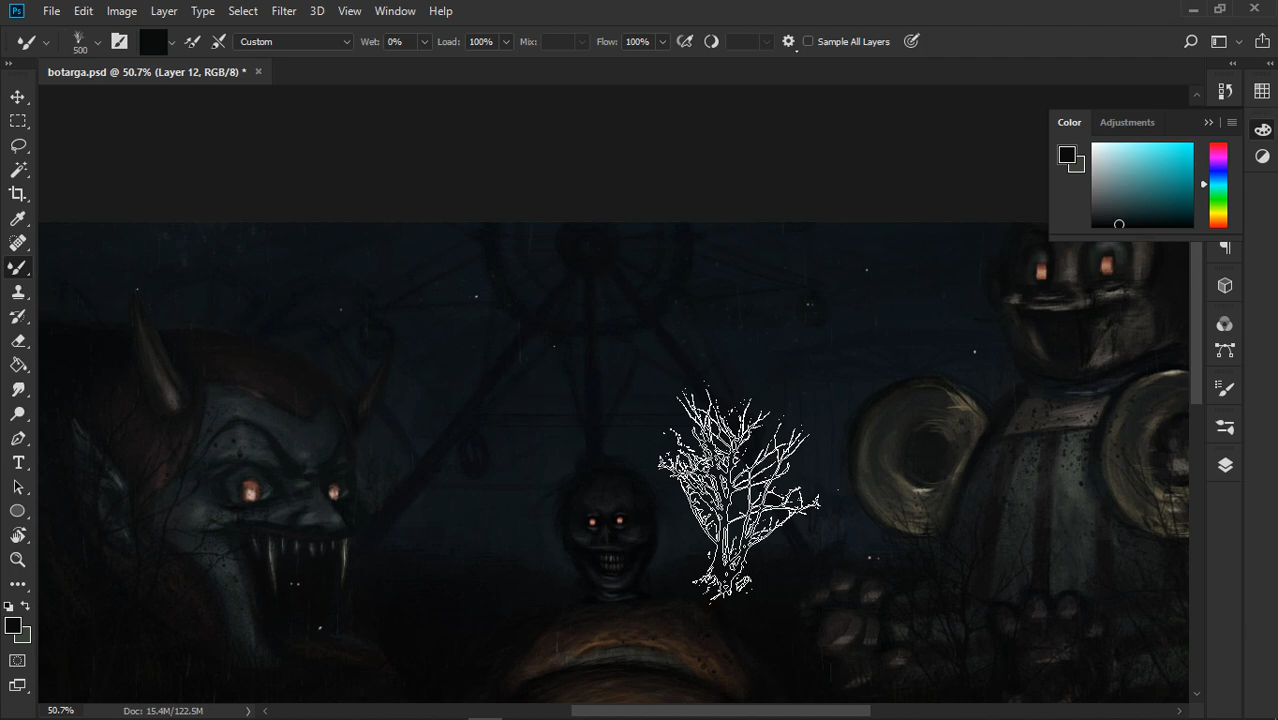 Ps File Edit Image Layer Type Select Filter 3D View Window Help
500 Custom Wet: 0% Load: 100% Mix: Flow: 100% Sample All Layers
botarga.psd @ 50.7% (Layer 12, RGB/8) *
Color Adjustments
50.7% Doc: 15.4M/122.5M